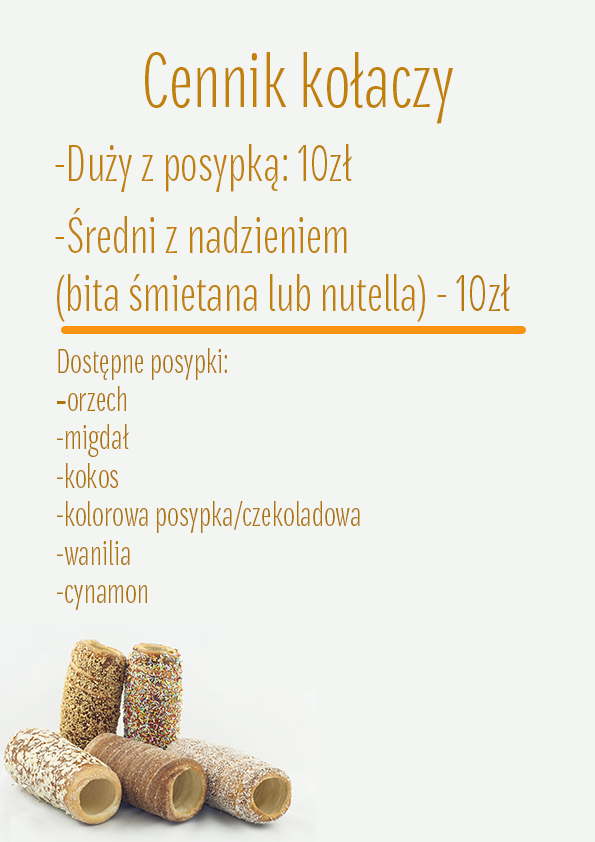 Cennik kołaczy
-Duży z posypką: 10zł
-Średni z nadzieniem
(bita śmietana lub nutella) - 10zł
Dostępne posypki:
-orzech
-migdał
-kokos
-kolorowa posypka/czekoladowa
-wanilia
-cynamon